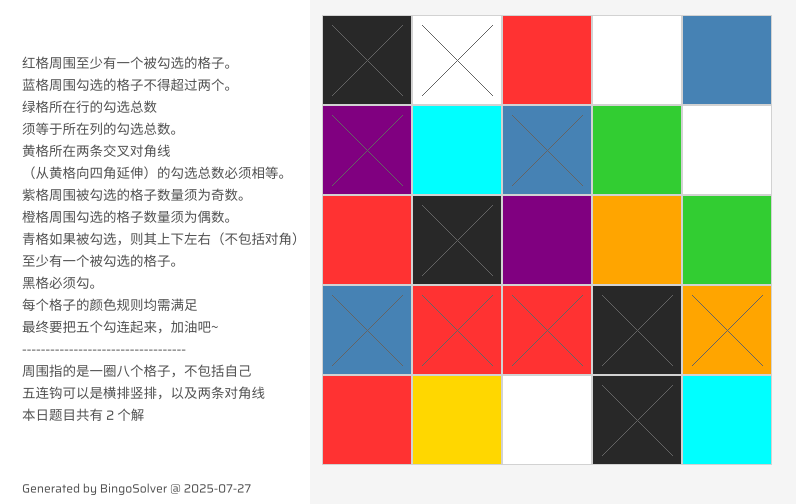 红格周围至少有一个被勾选的格子。
蓝格周围勾选的格子不得超过两个。
绿格所在行的勾选总数
须等于所在列的勾选总数。
黄格所在两条交叉对角线
（从黄格向四角延伸）的勾选总数必须相等。
紫格周围被勾选的格子数量须为奇数。
橙格周围勾选的格子数量须为偶数。
青格如果被勾选，则其上下左右（不包括对角）
至少有一个被勾选的格子。
黑格必须勾。
每个格子的颜色规则均需满足
最终要把五个勾连起来，加油吧~
-----------------------------------
周围指的是一圈八个格子，不包括自己
五连钩可以是横排竖排，以及两条对角线
本日题目共有 2 个解
Generated by BingoSolver @ 2025-07-27